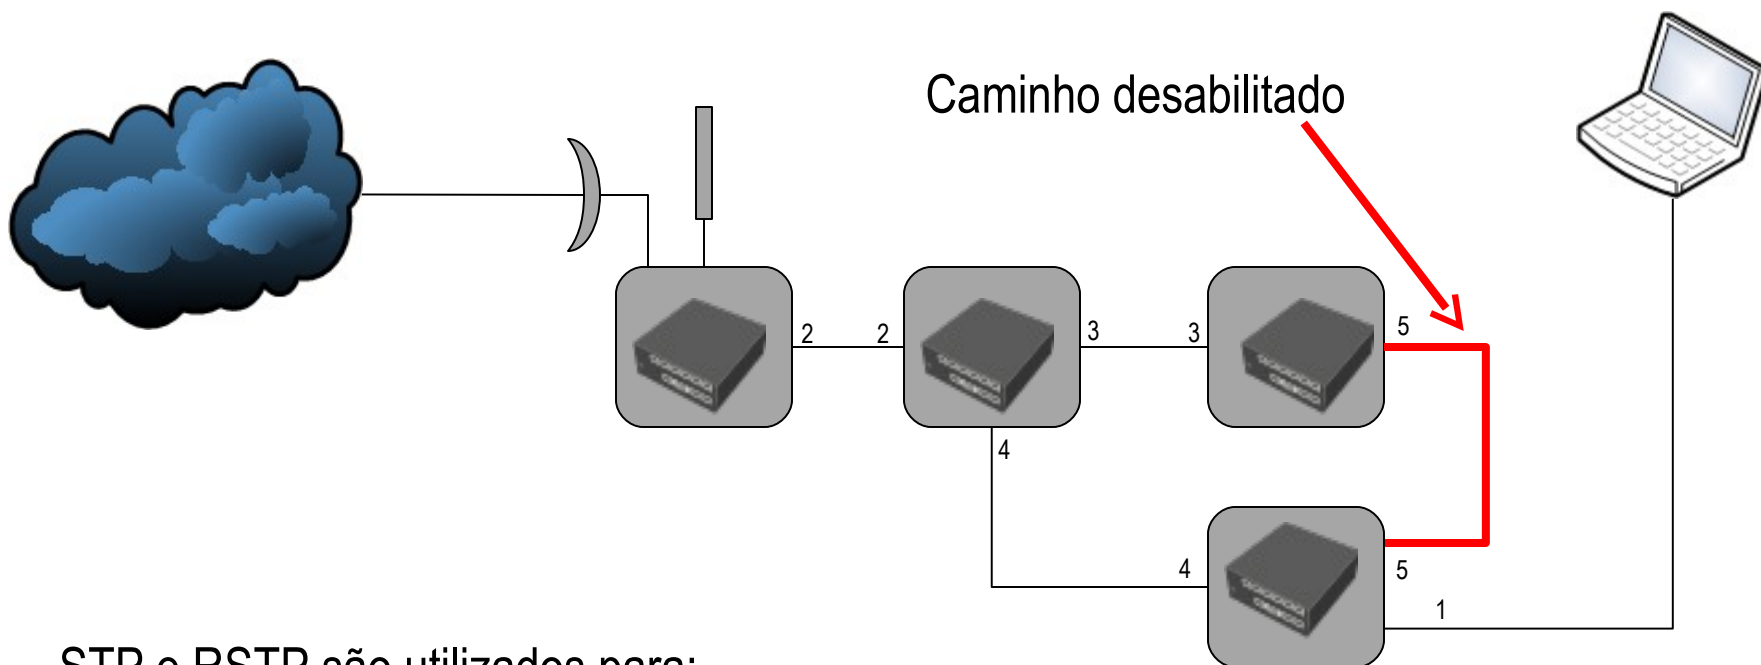 Caminho desabilitado
2 2 3 3 5
4
4 5
1
STP e RSTP são utilizados para: